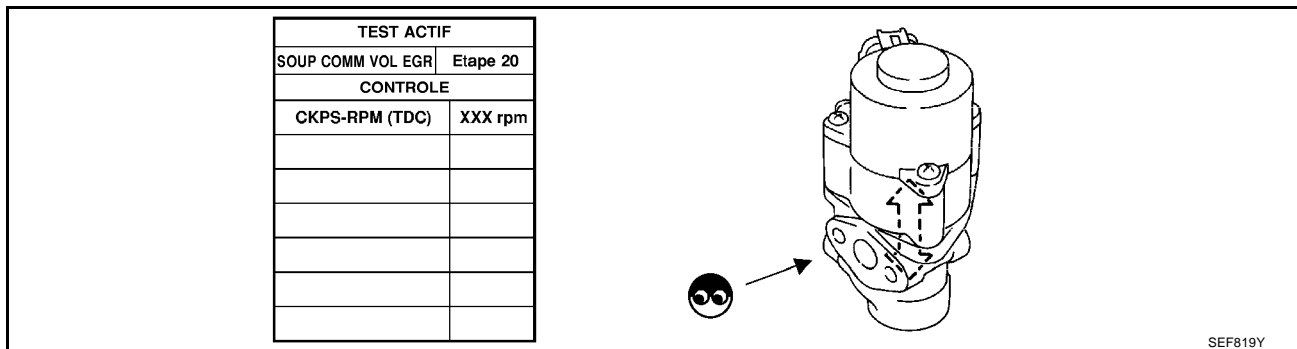 TEST ACTIF
SOUP COMM VOL EGR Etape 20
CONTROLE
CKPS-RPM (TDC) XXX rpm
SEF819Y